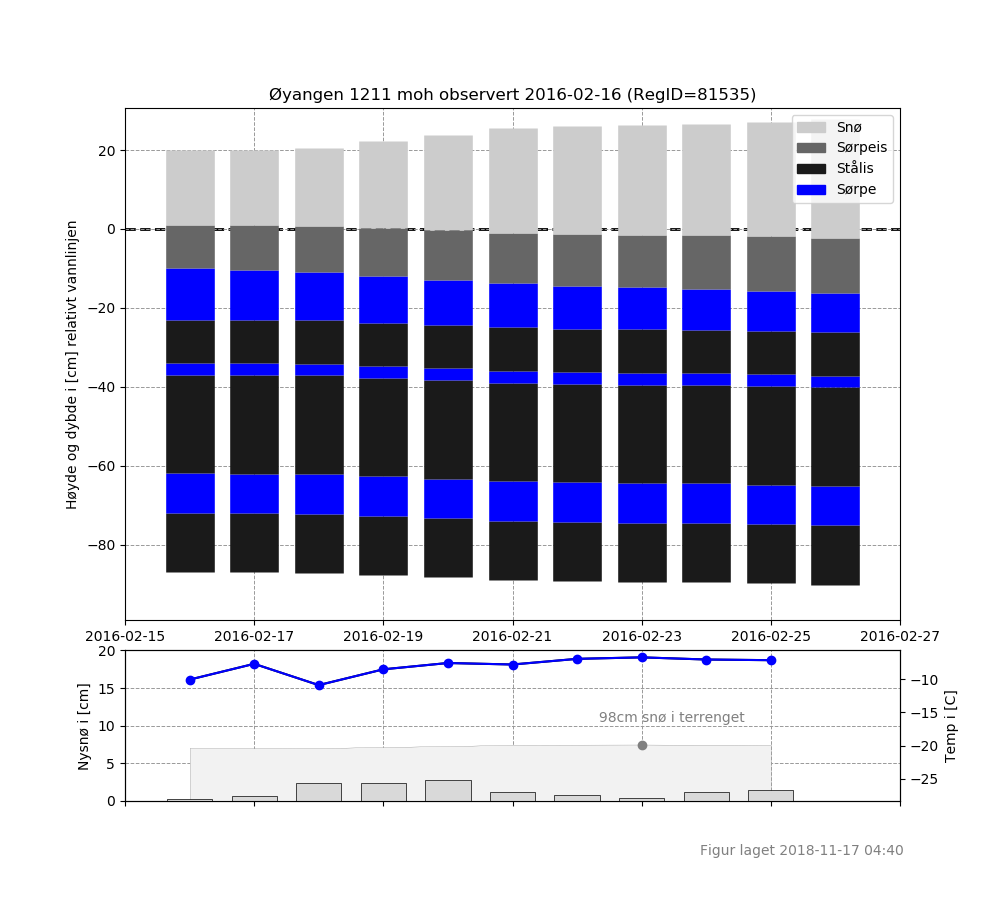 Øyangen 1211 moh observert 2016-02-16 (RegID=81535)
Snø
Sørpeis
Stålis
Sørpe
Høyde og dybde i [cm] relativt vannlinjen
20
0
−20
−40
−60
−80
2016-02-15 2016-02-17 2016-02-19 2016-02-21 2016-02-23 2016-02-25 2016-02-27
Nysnø i [cm]
20
15
10
5
0
98cm snø i terrenget
−10
−15
−20
−25
Temp i [C]
Figur laget 2018-11-17 04:40